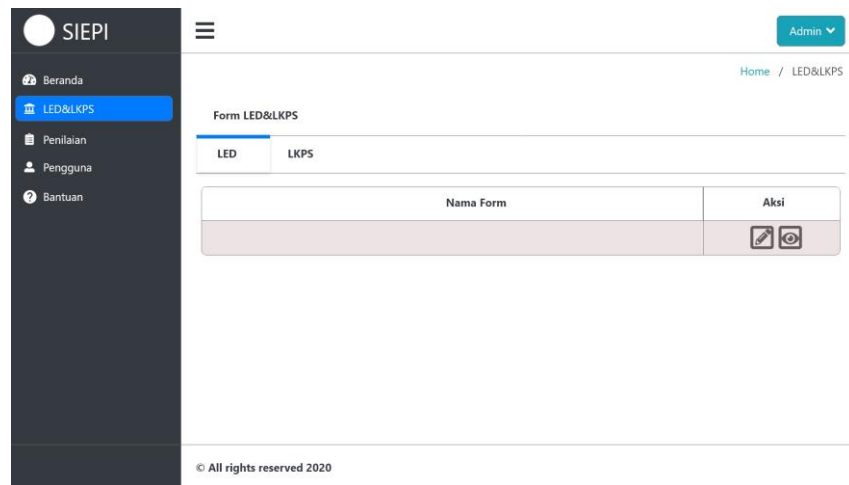 SIEPI
Admin
Home / LED&LKPS
Beranda
LED&LKPS
Penilaian
Pengguna
Bantuan
Form LED&LKPS
LED LKPS
Nama Form Aksi
© All rights reserved 2020